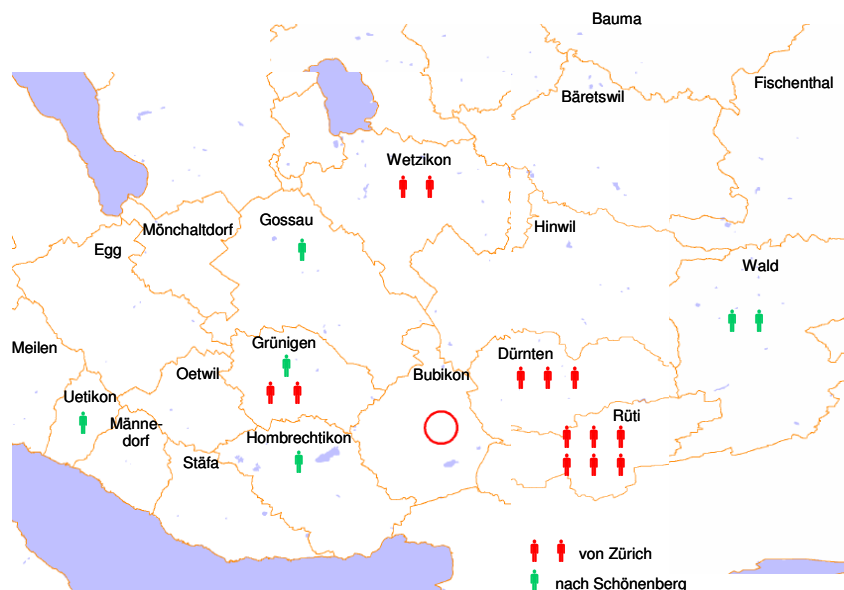 Bauma
Fischenthal
Bäretswil
Wetzikon
Gossau
Mönchaltdorf
Hinwil
Egg
Wald
Meilen
Grünigen
Dürnten
Oetwil
Bubikon
Uetikon
Männe-
dorf
Rüti
Hombrechtikon
Stäfa
von Zürich
nach Schönenberg